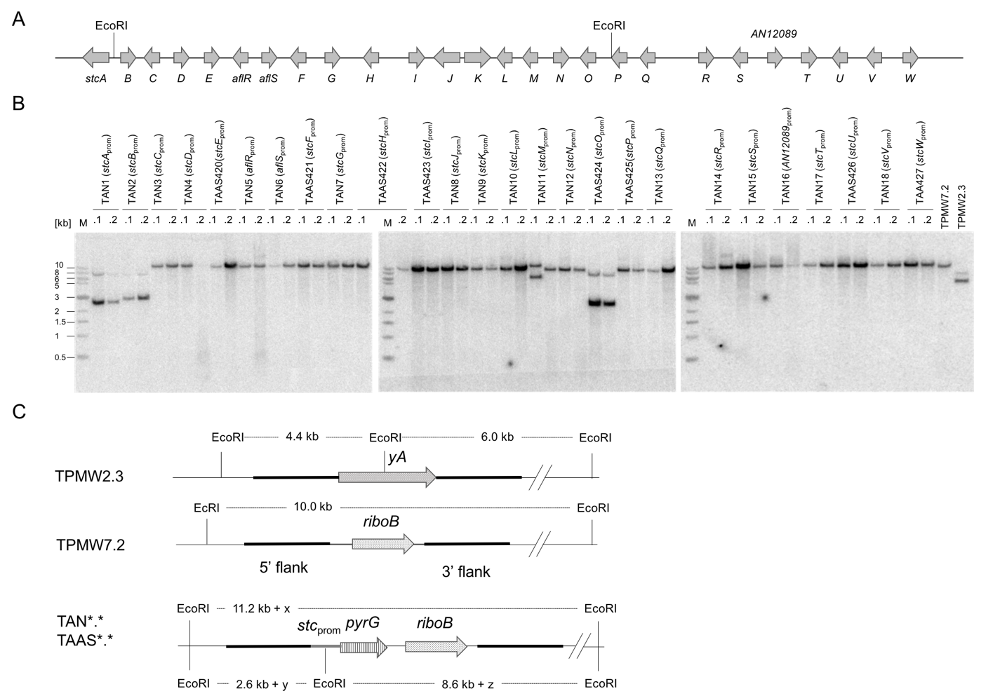 A
EcoRI
EcoRI
AN12089
stcA B C D E aflR aflS F G H I J K L M N O P Q R S T U V W
B
TAN1 (stcAprom)
TAN2 (stcBprom)
TAN3 (stcCprom)
TAN4 (stcDprom)
TAAS420(stcEprom)
TAN5 (aflRprom)
TAN6 (aflSprom)
TAAS421 (stcFprom)
TAN7 (stcGprom)
TAAS422 (stcHprom)
TAAS423 (stcIprom)
TAN8 (stcJprom)
TAN9 (stcKprom)
TAN10 (stcLprom)
TAN11 (stcMprom)
TAN12 (stcNprom)
TAAS424 (stcOprom)
TAAS425(stcPprom)
TAN13 (stcQprom)
TAN14 (stcRprom)
TAN15 (stcSprom)
TAN16 (AN12089prom)
TAN17 (stcTprom)
TAAS426 (stcUprom)
TAN18 (stcVprom)
TAA427 (stcWprom)
TPMW7.2
TPMW2.3
[kb] M .1 .2 .1 .2 .1 .2 .1 .2 .1 .2 .1 .2 .1 .2 .1 .2 .1 .2 .1 M .2 .1 .2 .1 .2 .1 .2 .1 .2 .1 .2 .1 .2 .1 .2 .1 .2 .1 .2 M .1 .2 .1 .2 .1 .2 .1 .2 .1 .2 .1 .2 .1 .2
10
8
6
5
3
2
1.5
1
0.5
C
EcoRI 4.4 kb EcoRI 6.0 kb EcoRI
yA
TPMW2.3
EcRI 10.0 kb EcoRI
riboB
TPMW7.2
5’ flank 3’ flank
EcoRI 11.2 kb + x EcoRI
TAN*.*
TAAS*.*
stcprom pyrG riboB
EcoRI 2.6 kb + y EcoRI 8.6 kb + z EcoRI